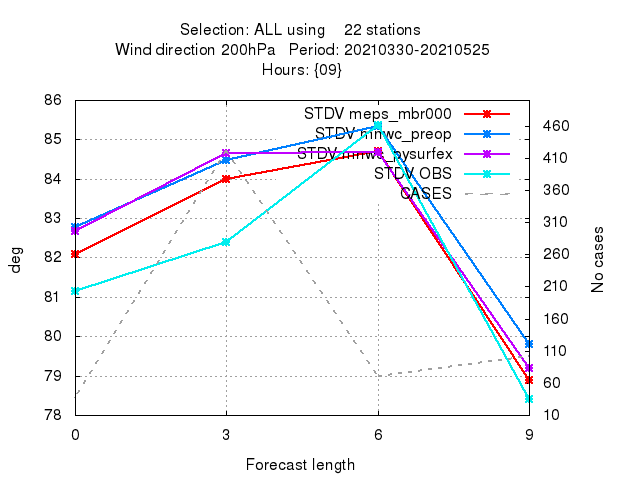 Selection: ALL using 22 stations
Wind direction 200hPa Period: 20210330-20210525
Hours: {09}
86
85
84
83
82
81
80
79
78
deg
STDV meps_mbr000
STDV mnwc_preop
STDV
STDV OBS
CASES
460
410
360
310
260
210
160
110
60
10
No cases
0 3 6 9
Forecast length